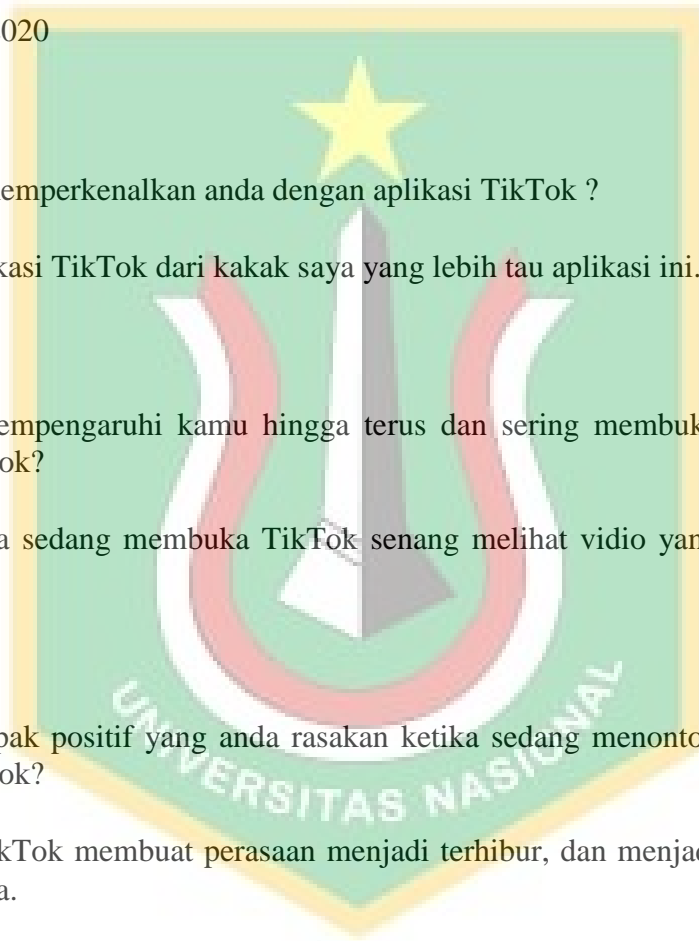 020
emperkenalkan anda dengan aplikasi TikTok ?
kasi TikTok dari kakak saya yang lebih tau aplikasi ini.
empengaruhi kamu hingga terus dan sering membuk
ok?
a sedang membuka TikTok senang melihat vidio yan
pak positif yang anda rasakan ketika sedang menonto
ok?
kTok membuat perasaan menjadi terhibur, dan menjad
a.
UNIVERSITAS NASIONAL